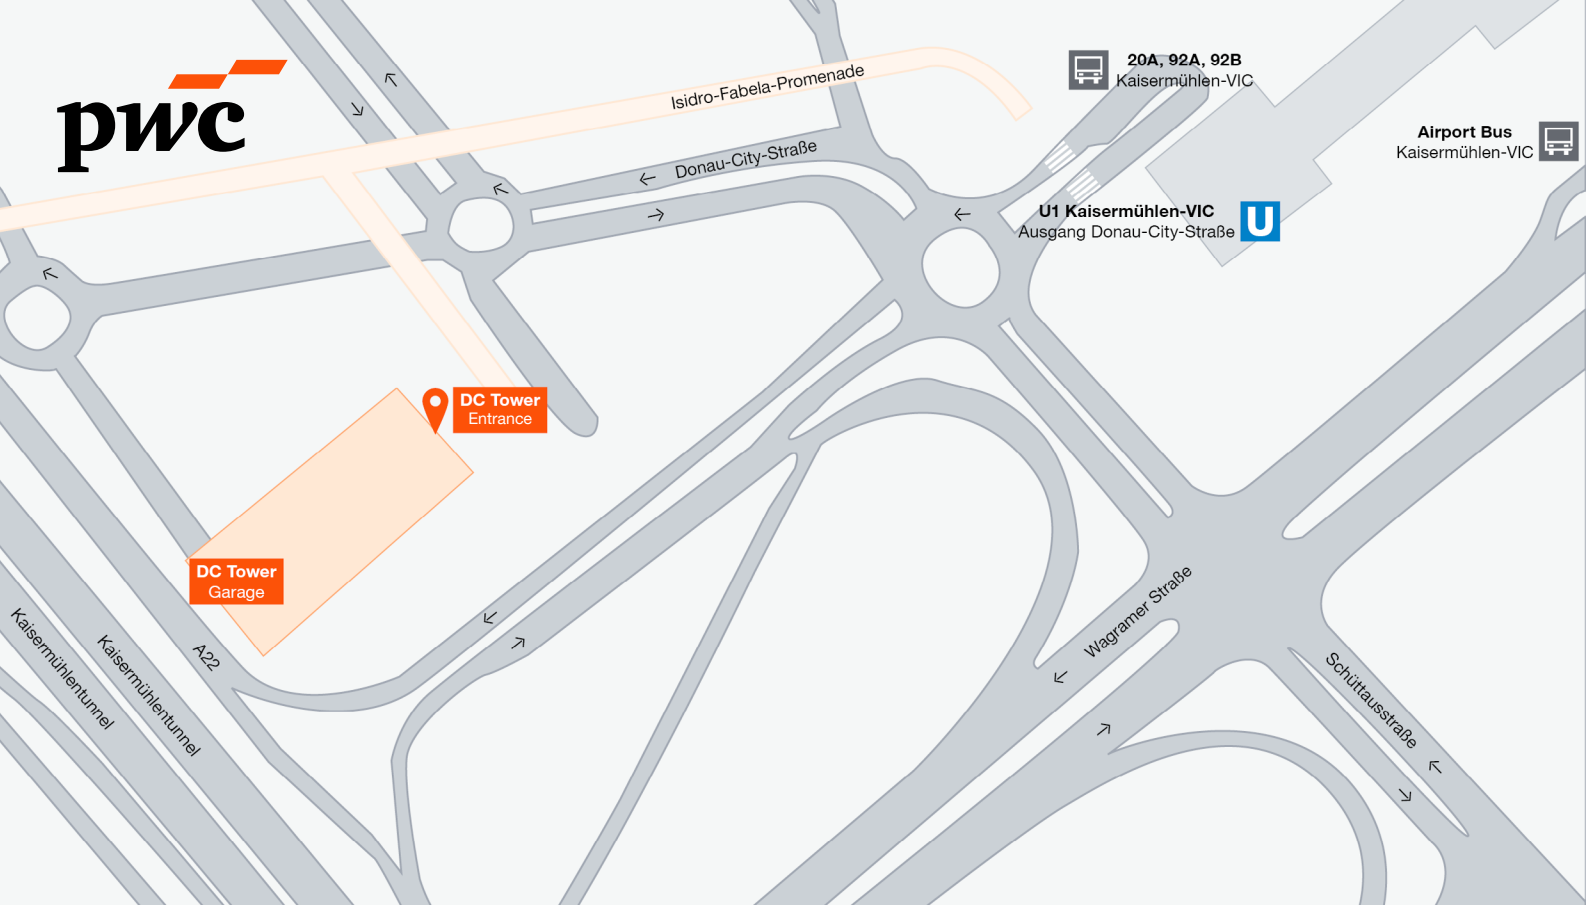 pwc
Isidro-Fabela-Promenade
Donau-City-Straße
20A, 92A, 92B
Kaisermühlen-VIC
Airport Bus
Kaisermühlen-VIC
U1 Kaisermühlen-VIC
Ausgang Donau-City-Straße
U
DC Tower
Entrance
DC Tower
Garage
A22
Kaisermühlentunnel
Kaisermühlentunnel
Wagramer Straße
Schüttausstraße